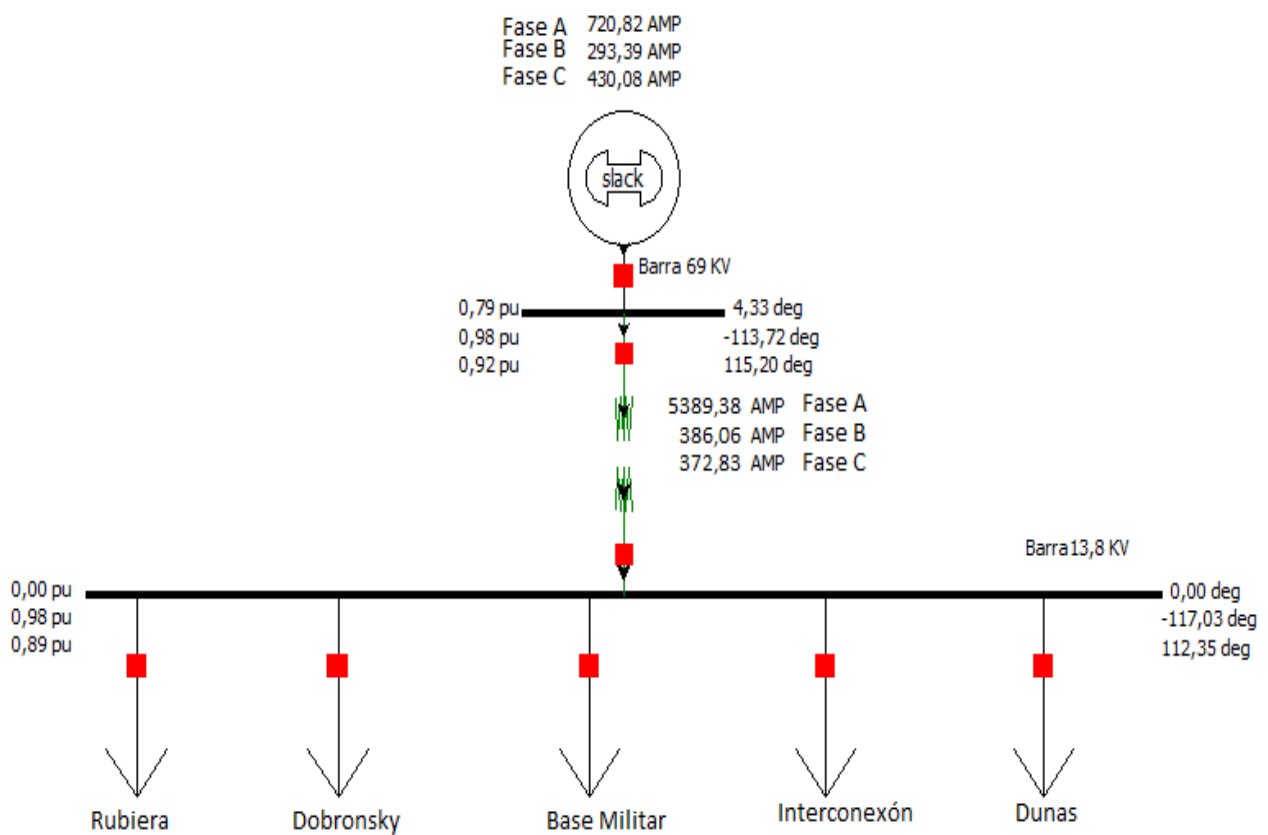 Fase A 720,82 AMP
Fase B 293,39 AMP
Fase C 430,08 AMP
slack
Barra 69 KV
0,79 pu 4,33 deg
0,98 pu -113,72 deg
0,92 pu 115,20 deg
5389,38 AMP Fase A
386,06 AMP Fase B
372,83 AMP Fase C
Barra13,8 KV
0,00 pu 0,00 deg
0,98 pu -117,03 deg
0,89 pu 112,35 deg
Rubiera Dobronsky Base Militar Interconexón Dunas